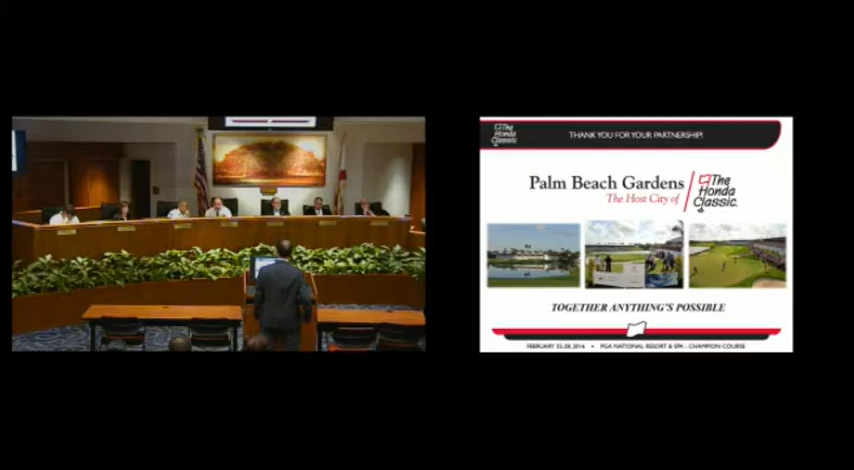 The
Honda
Classic
THANK YOU FOR YOUR PARTNERSHIP!
Palm Beach Gardens
The Host City of
The
Honda
Classic
TOGETHER ANYTHING'S POSSIBLE
FEBRUARY 22-28, 2016 • PGA NATIONAL RESORT & SPA - CHAMPION COURSE